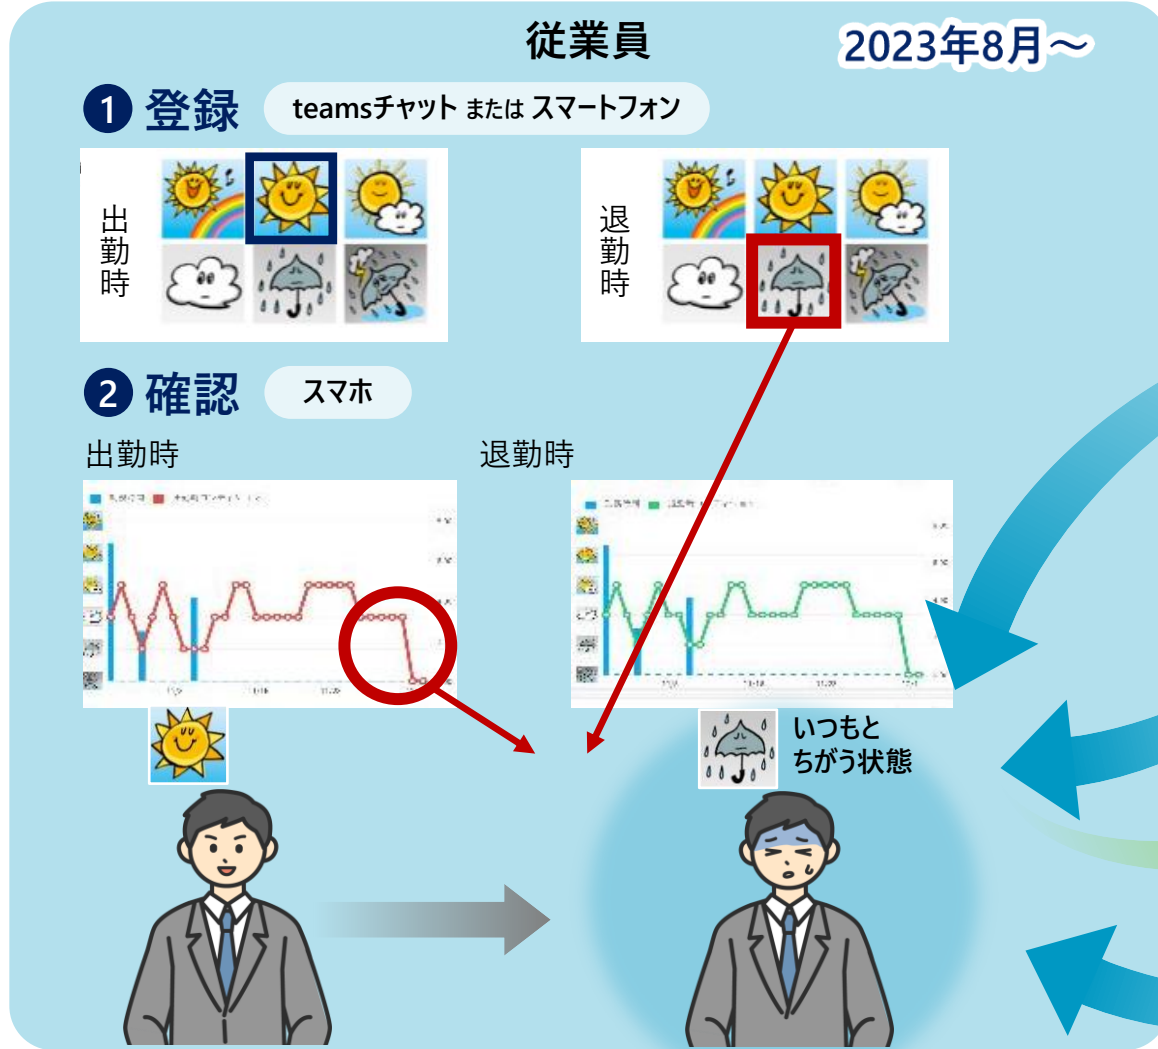 従業員
2023年8月～
1 登録 teamsチャット または スマートフォン
出勤時
退勤時
2 確認 スマホ
出勤時
退勤時
いつもと
ちがう状態